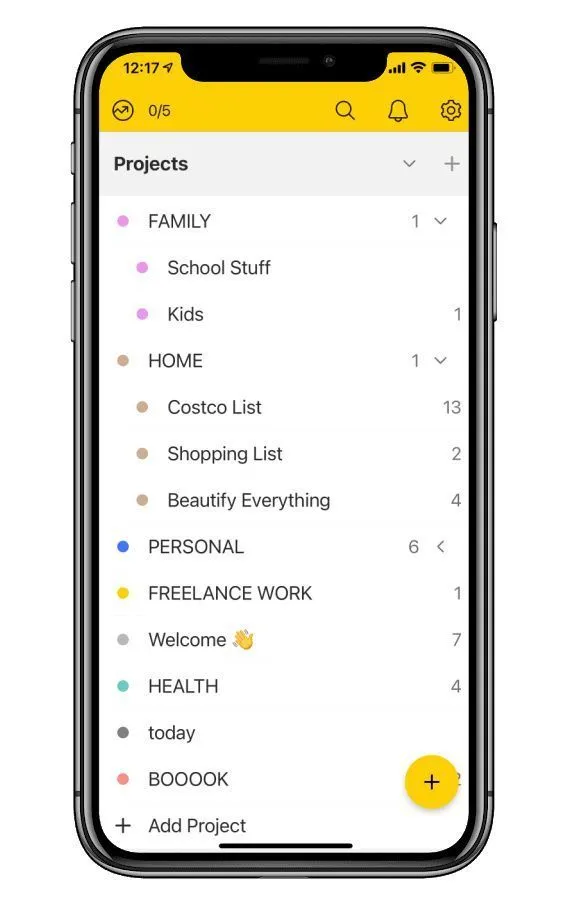 12:17
0/5
Projects
FAMILY 1
School Stuff
Kids 1
HOME 1
Costco List 13
Shopping List 2
Beautify Everything 4
PERSONAL 6
FREELANCE WORK 1
Welcome 👋 7
HEALTH 4
today
BOOOOK
Add Project